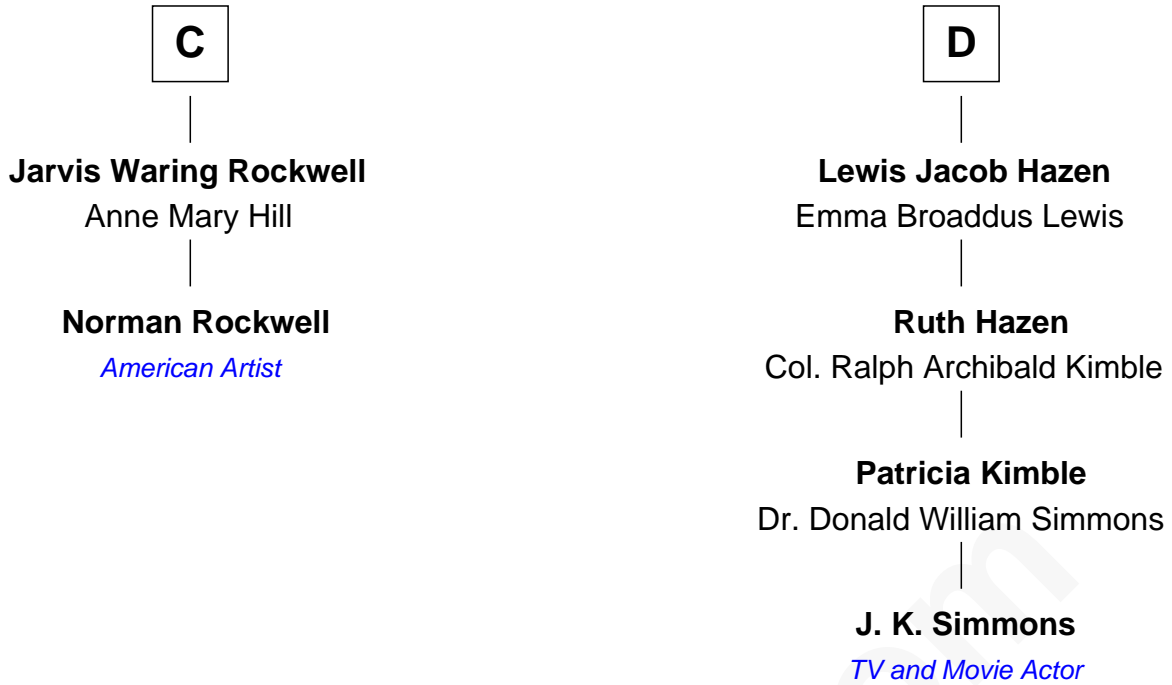 C
Jarvis Waring Rockwell
Anne Mary Hill
Norman Rockwell
American Artist
D
Lewis Jacob Hazen
Emma Broaddus Lewis
Ruth Hazen
Col. Ralph Archibald Kimble
Patricia Kimble
Dr. Donald William Simmons
J. K. Simmons
TV and Movie Actor